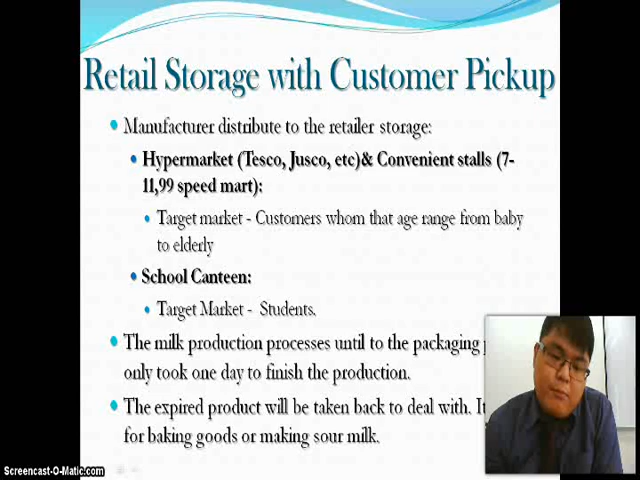 Retail Storage with Customer Pickup
Manufacturer distribute to the retailer storage:
Hypermarket (Tesco, Jusco, etc)& Convenient stalls (7-
11,99 speed mart):
Target market - Customers whom that age range from baby
to elderly
School Canteen:
Target Market - Students.
The milk production processes until to the packaging
only took one day to finish the production.
The expired product will be taken back to deal with.
for baking goods or making sour milk.
Screencast-O-Matic.com